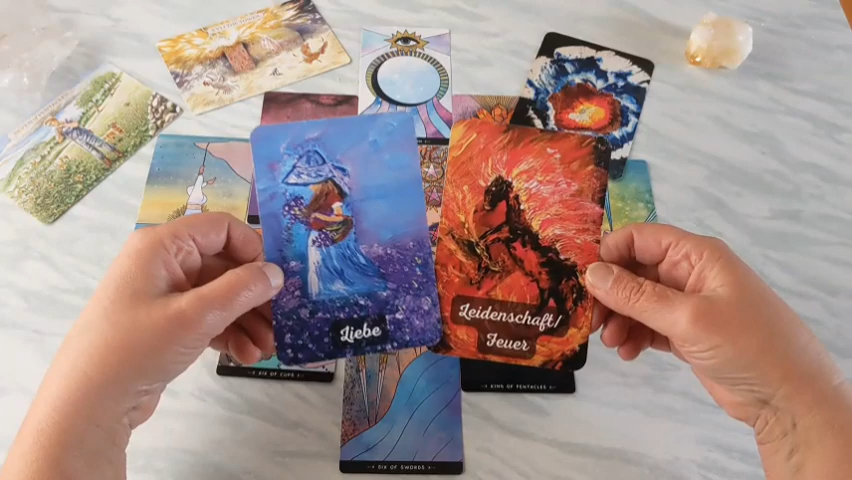 Liebe
Leidenschaft/
Feuer
SIX OF CUPS
KING OF PENTACLES
SIX OF SWORDS